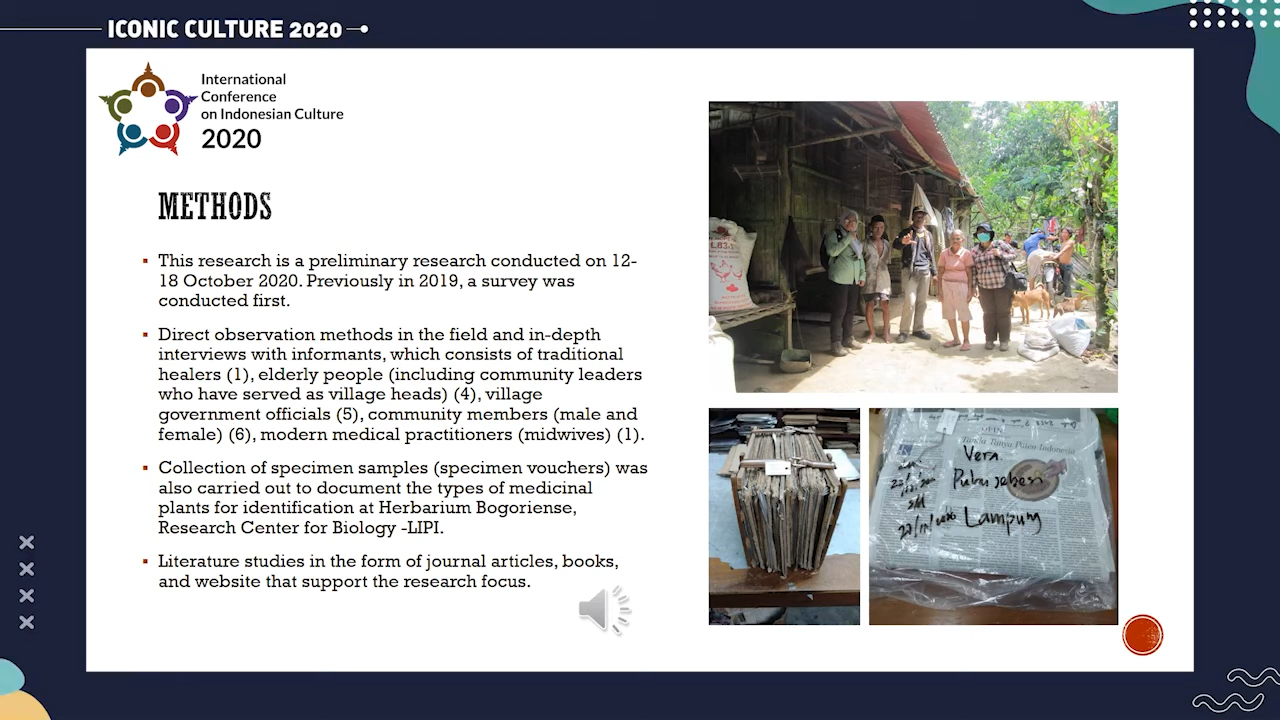 ICONIC CULTURE 2020
International
Conference
on Indonesian Culture
2020
METHODS
This research is a preliminary research conducted on 12-
18 October 2020. Previously in 2019, a survey was
conducted first.
Direct observation methods in the field and in-depth
interviews with informants, which consists of traditional
healers (1), elderly people (including community leaders
who have served as village heads) (4), village
government officials (5), community members (male and
female) (6), modern medical practitioners (midwives) (1).
Collection of specimen samples (specimen vouchers) was
also carried out to document the types of medicinal
plants for identification at Herbarium Bogoriense,
Research Center for Biology -LIPI.
Literature studies in the form of journal articles, books,
and website that support the research focus.
Tanda Tanya Paleo Indonesia
Vera
Lampung